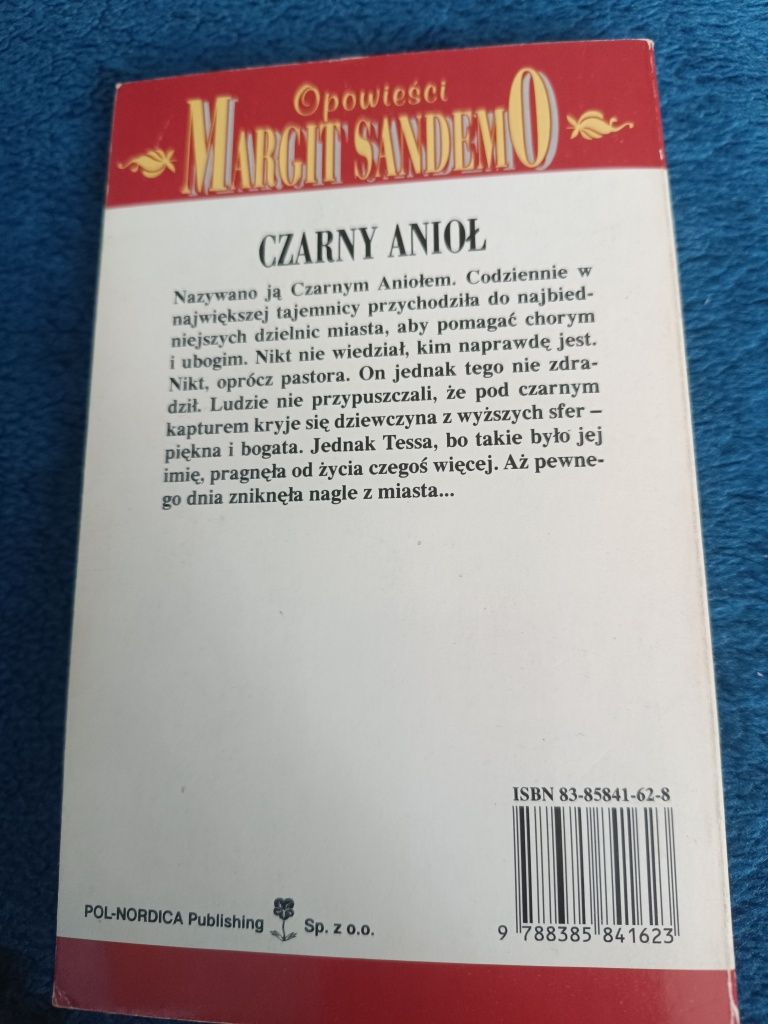 Opowieści
MARGIT SANDEMO
CZARNY ANIOŁ
Nazywano ją Czarnym Aniołem. Codziennie w
największej tajemnicy przychodziła do najbied-
niejszych dzielnic miasta, aby pomagać chorym
i ubogim. Nikt nie wiedział, kim naprawdę jest.
Nikt, oprócz pastora. On jednak tego nie zdra-
dził. Ludzie nie przypuszczali, że pod czarnym
kapturem kryje się dziewczyna z wyższych sfer –
piękna i bogata. Jednak Tessa, bo takie było jej
imię, pragnęła od życia czegoś więcej. Aż pewne-
go dnia zniknęła nagle z miasta...
ISBN 83-85841-62-8
9 788385 841623
POL-NORDICA Publishing Sp. z o.o.